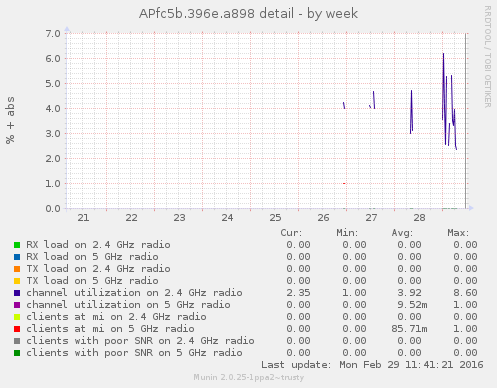 APfc5b.396e.a898 detail - by week
RRDTOOL / TOBI OETIKER
% + abs
7.0
6.0
5.0
4.0
3.0
2.0
1.0
0.0
21 22 23 24 25 26 27 28
Cur: Min: Avg: Max:
RX load on 2.4 GHz radio 0.00 0.00 0.00 0.00
RX load on 5 GHz radio 0.00 0.00 0.00 0.00
TX load on 2.4 GHz radio 0.00 0.00 0.00 0.00
TX load on 5 GHz radio 0.00 0.00 0.00 0.00
channel utilization on 2.4 GHz radio 2.35 1.00 3.92 8.60
channel utilization on 5 GHz radio 0.00 0.00 9.52m 1.00
clients at mi on 2.4 GHz radio 0.00 0.00 0.00 0.00
clients at mi on 5 GHz radio 0.00 0.00 85.71m 1.00
clients with poor SNR on 2.4 GHz radio 0.00 0.00 0.00 0.00
clients with poor SNR on 5 GHz radio 0.00 0.00 0.00 0.00
Last update: Mon Feb 29 11:41:21 2016
Munin 2.0.25-1ppa2~trusty